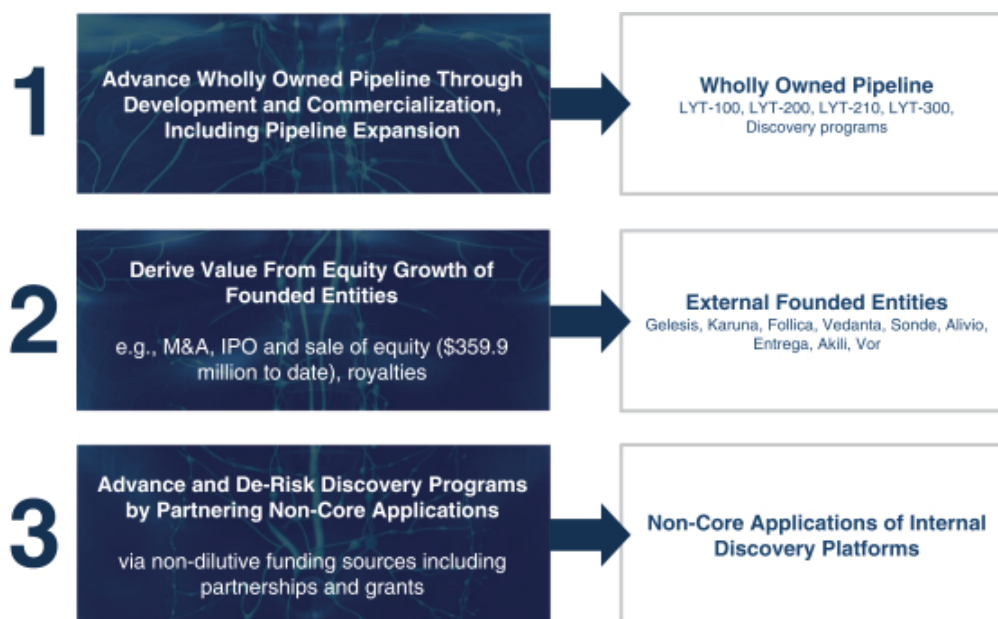 1
Advance Wholly Owned Pipeline Through
Development and Commercialization,
Including Pipeline Expansion
Wholly Owned Pipeline
LYT-100, LYT-200, LYT-210, LYT-300,
Discovery programs
2
Derive Value From Equity Growth of
Founded Entities
e.g., M&A, IPO and sale of equity ($359.9
million to date), royalties
External Founded Entities
Gelesis, Karuna, Follica, Vedanta, Sonde, Alivio,
Entrega, Akili, Vor
3
Advance and De-Risk Discovery Programs
by Partnering Non-Core Applications
via non-dilutive funding sources including
partnerships and grants
Non-Core Applications of Internal
Discovery Platforms